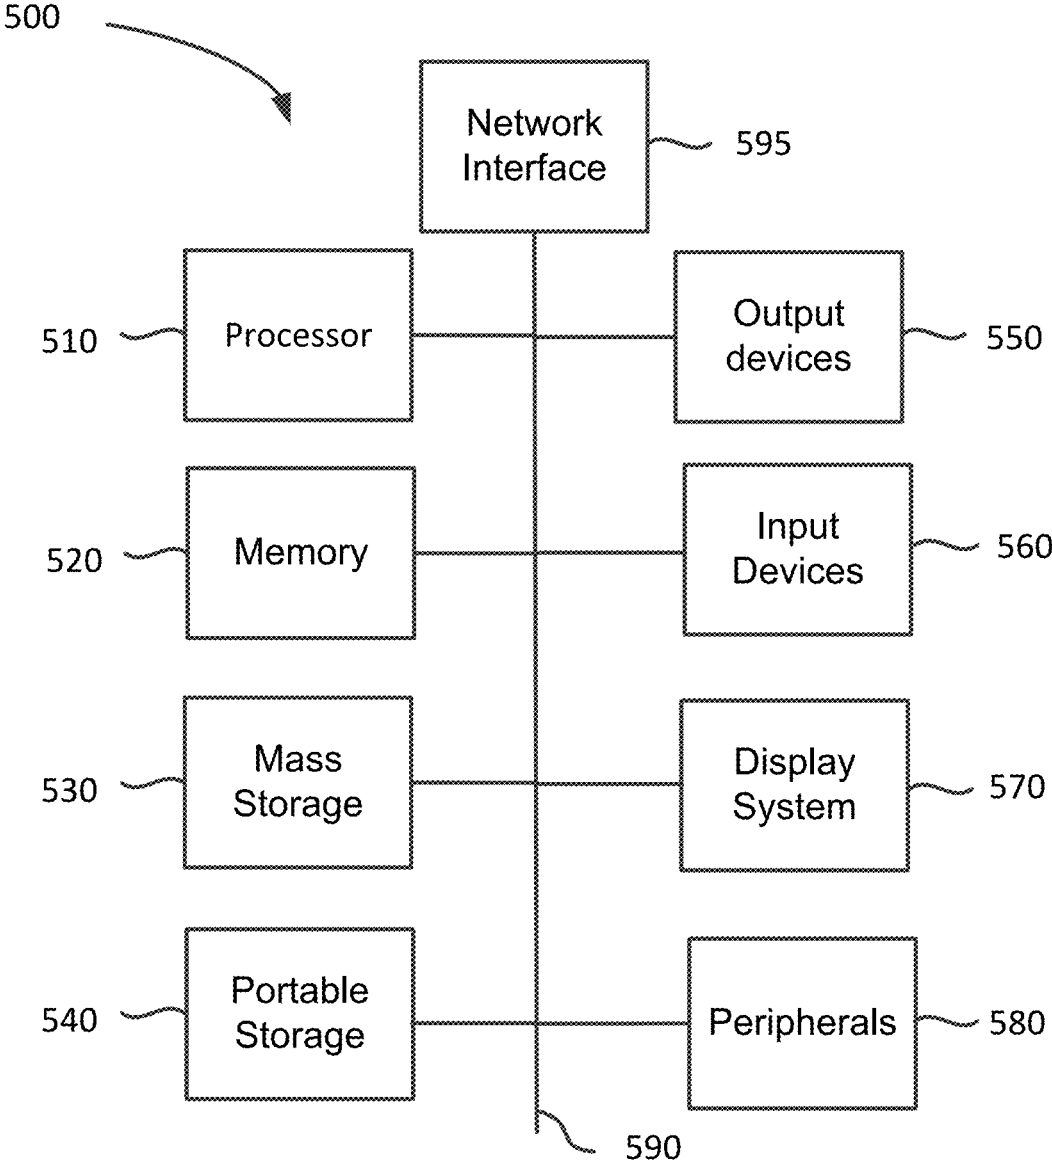 500
Network
Interface
595
510
Processor
Output
devices
550
520
Memory
Input
Devices
560
530
Mass
Storage
Display
System
570
540
Portable
Storage
Peripherals
580
590